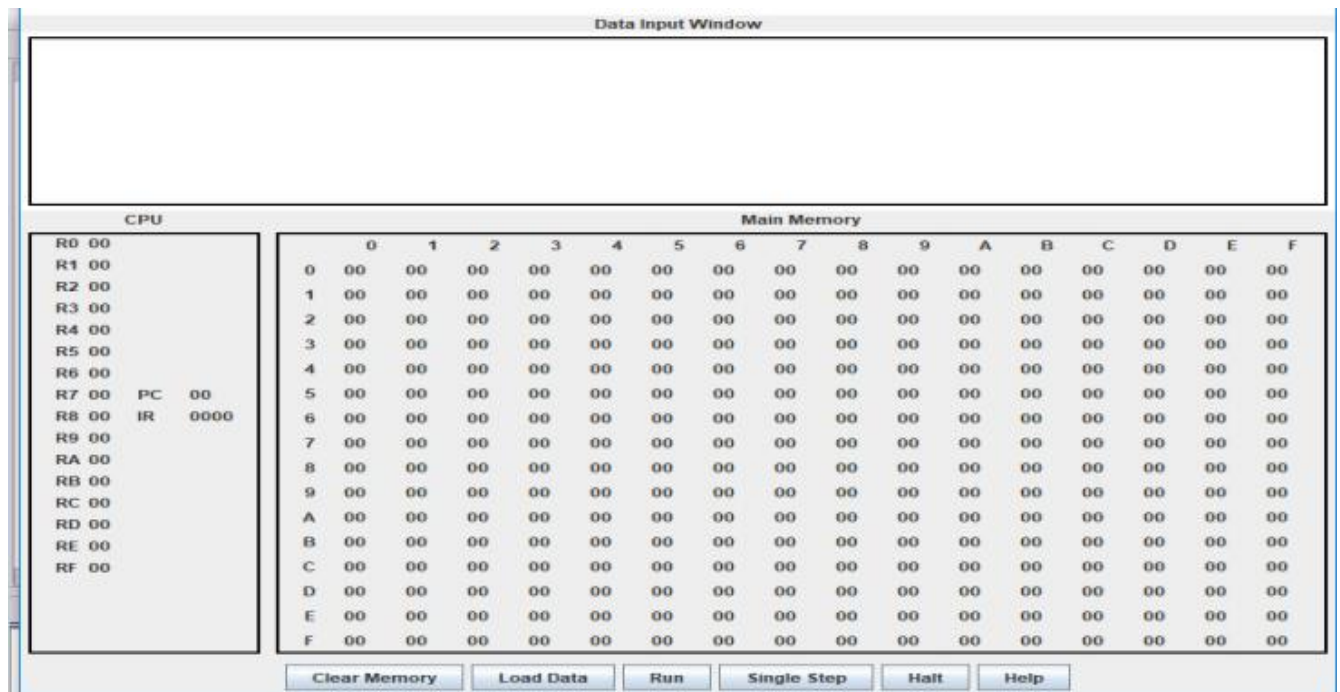 Data Input Window
CPU
R0 00
R1 00
R2 00
R3 00
R4 00
R5 00
R6 00
R7 00 PC 00
R8 00 IR 0000
R9 00
RA 00
RB 00
RC 00
RD 00
RE 00
RF 00
Main Memory
0 1 2 3 4 5 6 7 8 9 A B C D E F
0 00 00 00 00 00 00 00 00 00 00 00 00 00 00 00 00
1 00 00 00 00 00 00 00 00 00 00 00 00 00 00 00 00
2 00 00 00 00 00 00 00 00 00 00 00 00 00 00 00 00
3 00 00 00 00 00 00 00 00 00 00 00 00 00 00 00 00
4 00 00 00 00 00 00 00 00 00 00 00 00 00 00 00 00
5 00 00 00 00 00 00 00 00 00 00 00 00 00 00 00 00
6 00 00 00 00 00 00 00 00 00 00 00 00 00 00 00 00
7 00 00 00 00 00 00 00 00 00 00 00 00 00 00 00 00
8 00 00 00 00 00 00 00 00 00 00 00 00 00 00 00 00
9 00 00 00 00 00 00 00 00 00 00 00 00 00 00 00 00
A 00 00 00 00 00 00 00 00 00 00 00 00 00 00 00 00
B 00 00 00 00 00 00 00 00 00 00 00 00 00 00 00 00
C 00 00 00 00 00 00 00 00 00 00 00 00 00 00 00 00
D 00 00 00 00 00 00 00 00 00 00 00 00 00 00 00 00
E 00 00 00 00 00 00 00 00 00 00 00 00 00 00 00 00
F 00 00 00 00 00 00 00 00 00 00 00 00 00 00 00 00
Clear Memory Load Data Run Single Step Halt Help